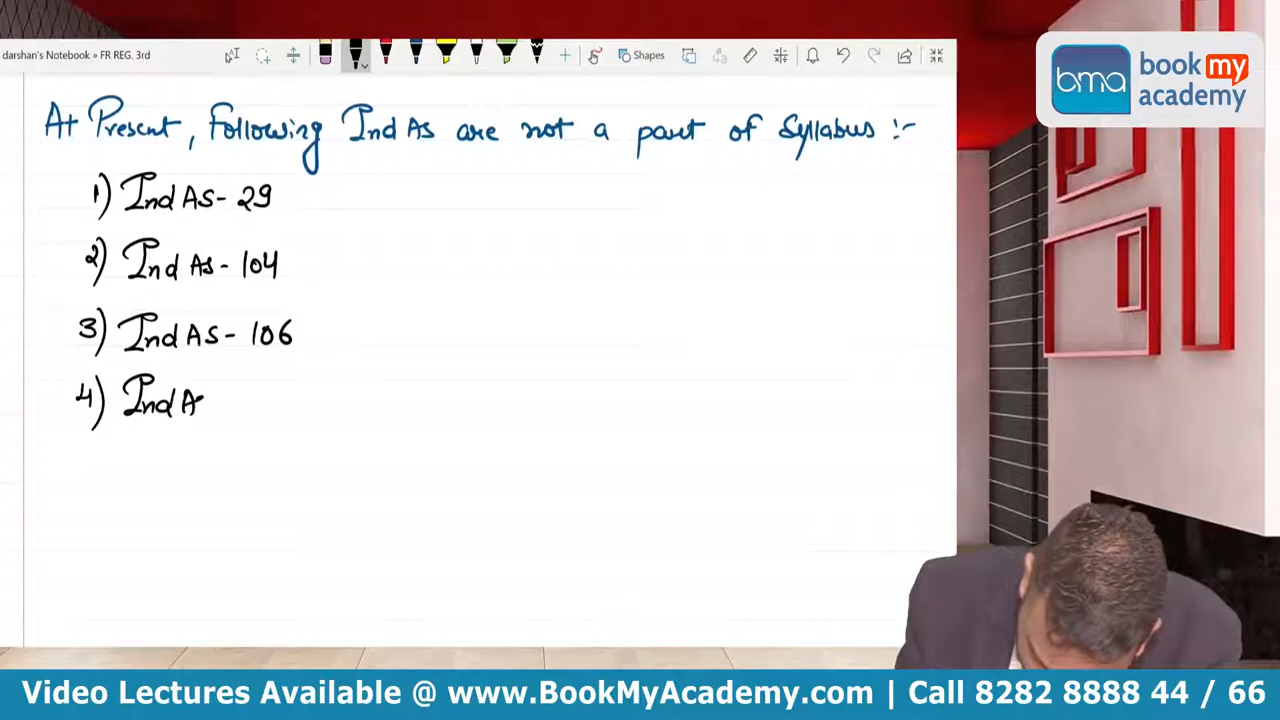 darshan's Notebook » FR REG. 3rd
Shapes
bma book my academy
At Present, Following Ind As are not a part of Syllabus :-
1) Ind AS- 29
2) Ind As - 104
3) Ind AS - 106
4) Ind A
Video Lectures Available @ www.BookMyAcademy.com | Call 8282 8888 44 / 66